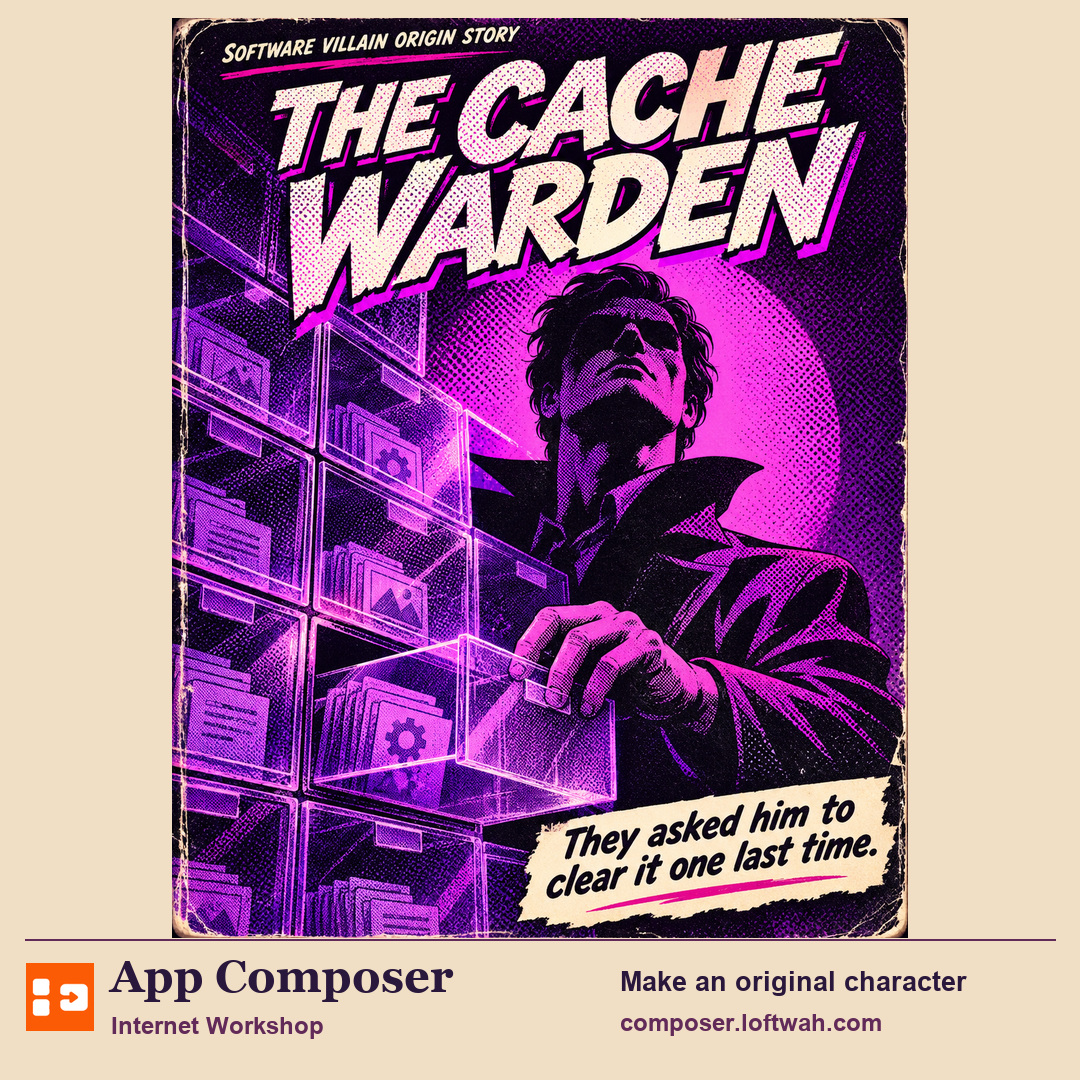 SOFTWARE VILLAIN ORIGIN STORY
THE CACHE
WARDEN
They asked him to
clear it one last time.
App Composer
Internet Workshop
Make an original character
composer.loftwah.com